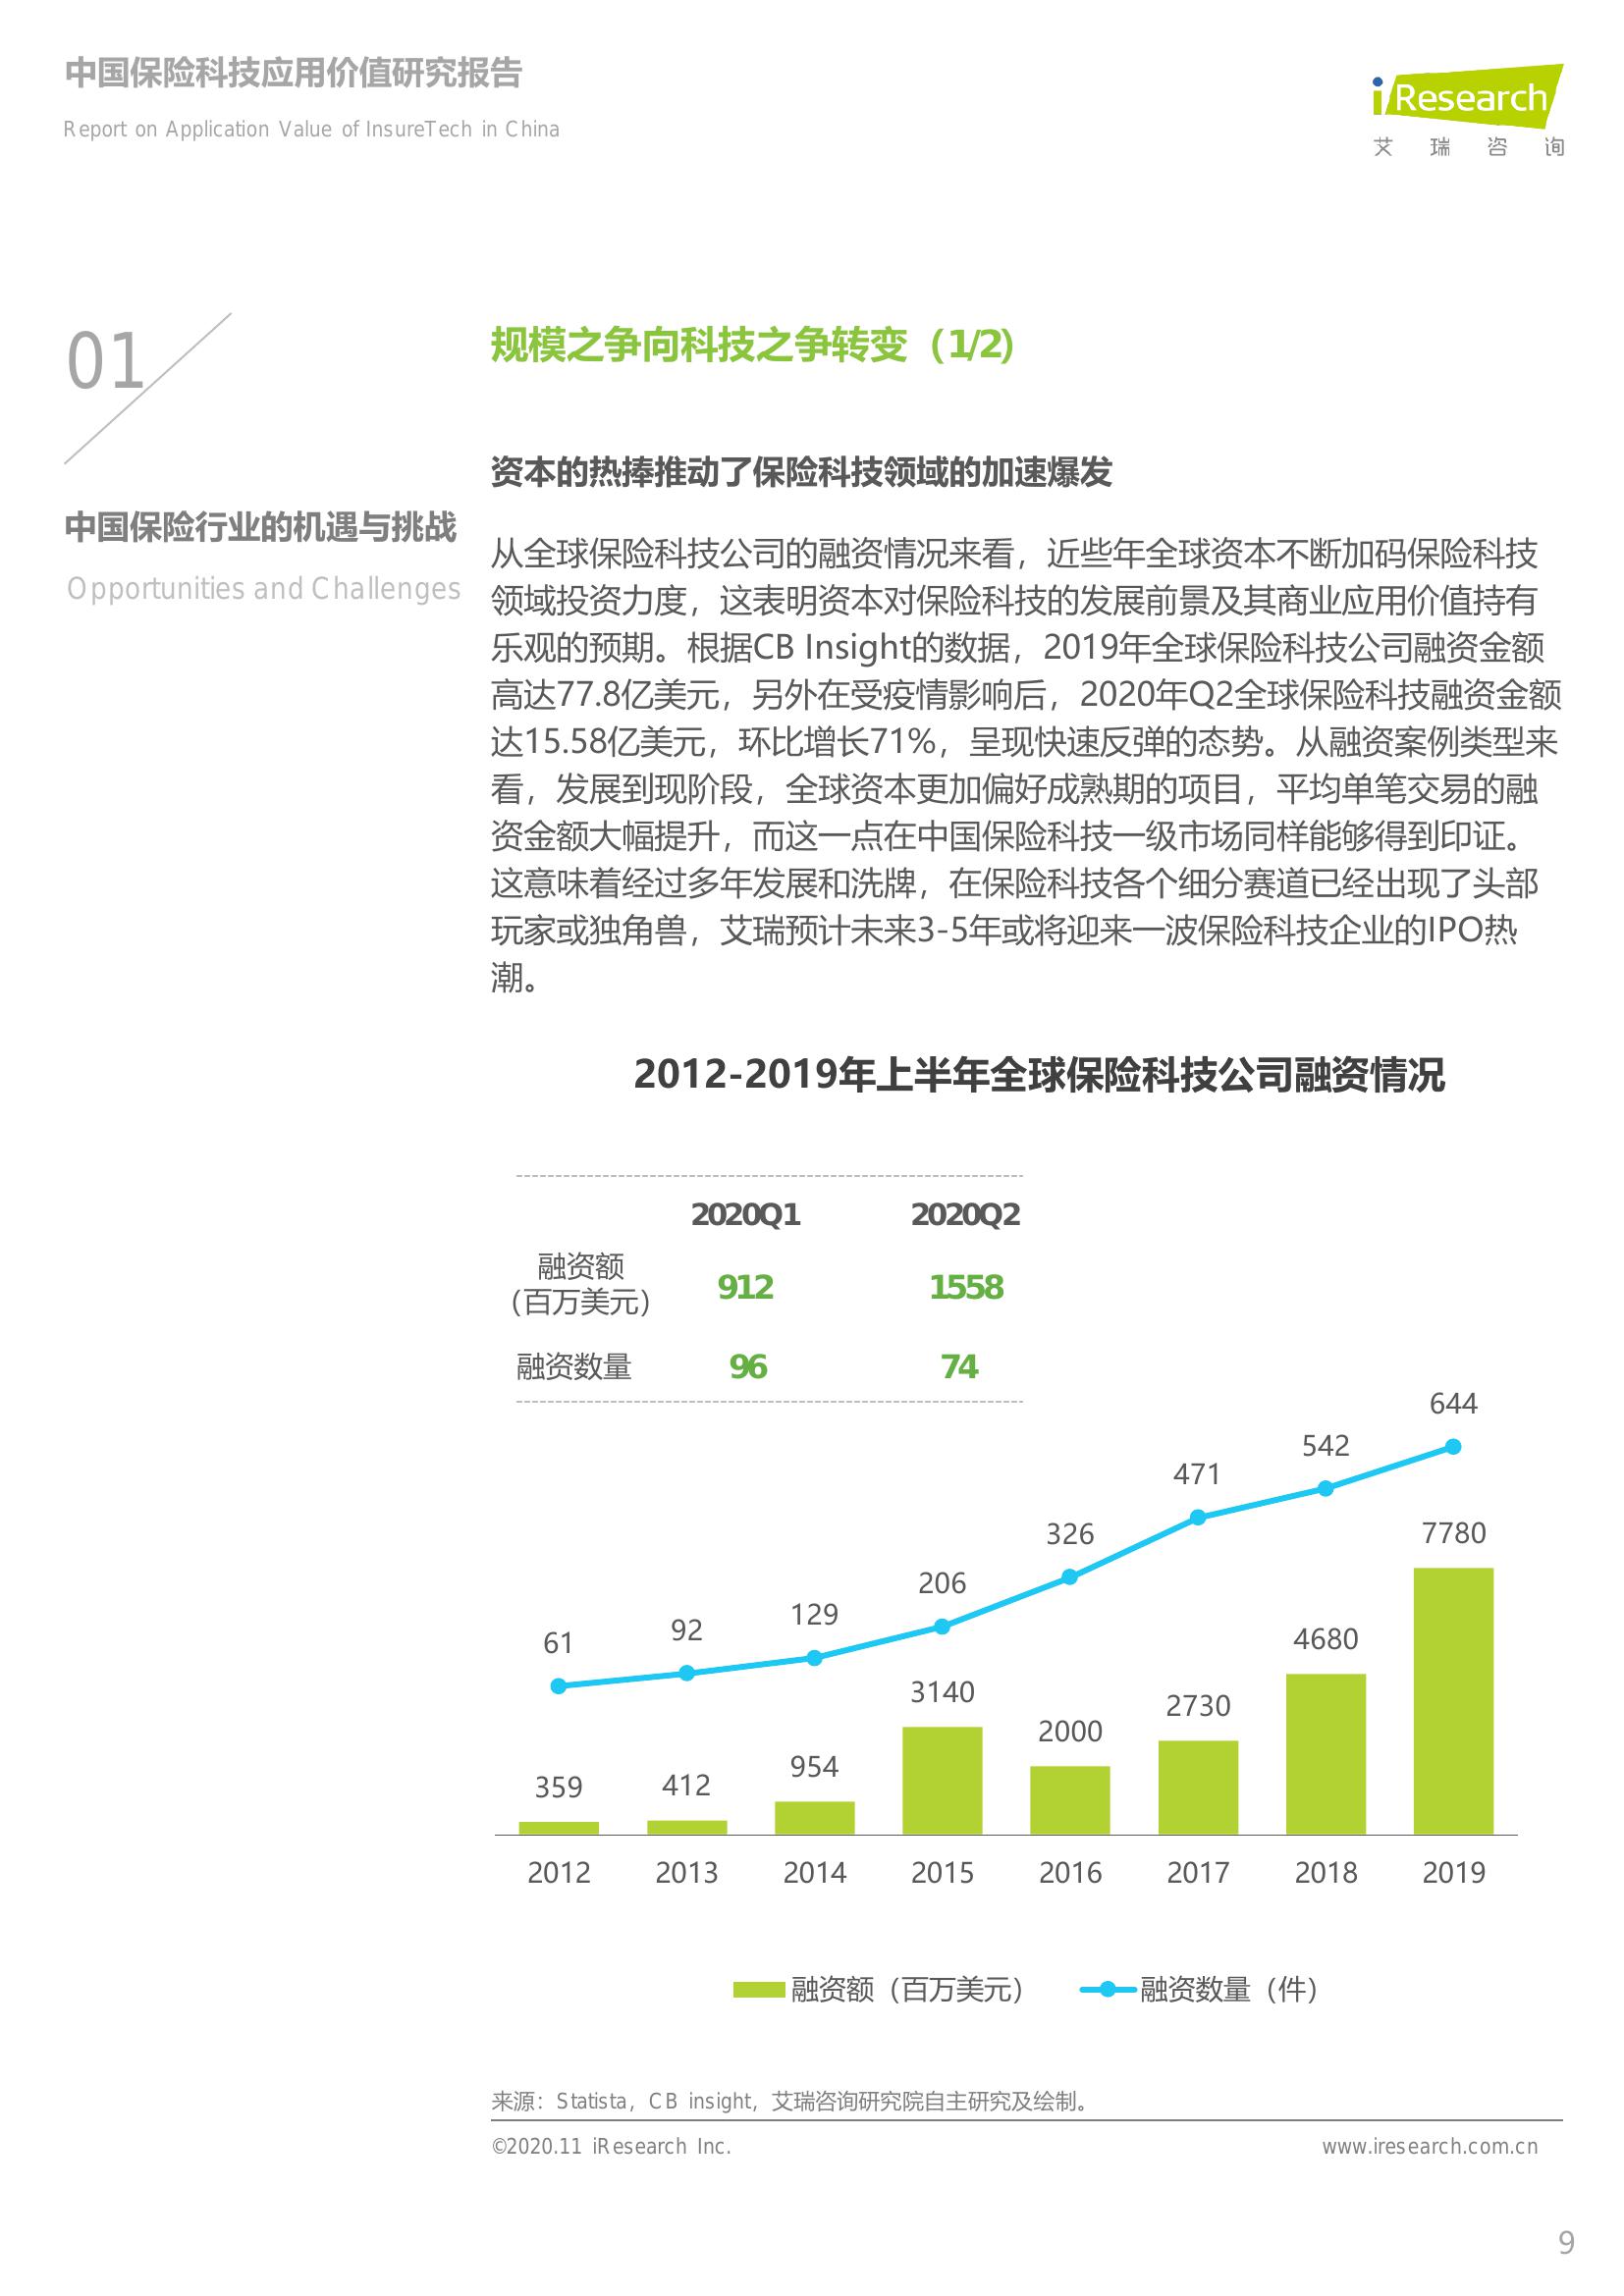 中国保险科技应用价值研究报告
Report on Application Value of InsureTech in China
iResearch
艾瑞咨询
01
中国保险行业的机遇与挑战
Opportunities and Challenges
规模之争向科技之争转变（1/2）
资本的热捧推动了保险科技领域的加速爆发
从全球保险科技公司的融资情况来看，近些年全球资本不断加码保险科技
领域投资力度，这表明资本对保险科技的发展前景及其商业应用价值持有
乐观的预期。根据CB Insight的数据，2019年全球保险科技公司融资金额
高达77.8亿美元，另外在受疫情影响后，2020年Q2全球保险科技融资金额
达15.58亿美元，环比增长71%，呈现快速反弹的态势。从融资案例类型来
看，发展到现阶段，全球资本更加偏好成熟期的项目，平均单笔交易的融
资金额大幅提升，而这一点在中国保险科技一级市场同样能够得到印证。
这意味着经过多年发展和洗牌，在保险科技各个细分赛道已经出现了头部
玩家或独角兽，艾瑞预计未来3-5年或将迎来一波保险科技企业的IPO热
潮。
2012-2019年上半年全球保险科技公司融资情况
2020Q1 2020Q2
融资额
（百万美元） 912 1558
融资数量 96 74
61 92 129 206 326 471 542 644
359 412 954 3140 2000 2730 4680 7780
2012 2013 2014 2015 2016 2017 2018 2019
融资额（百万美元） 融资数量（件）
来源：Statista，CB insight，艾瑞咨询研究院自主研究及绘制。
©2020.11 iResearch Inc. www.iresearch.com.cn
9